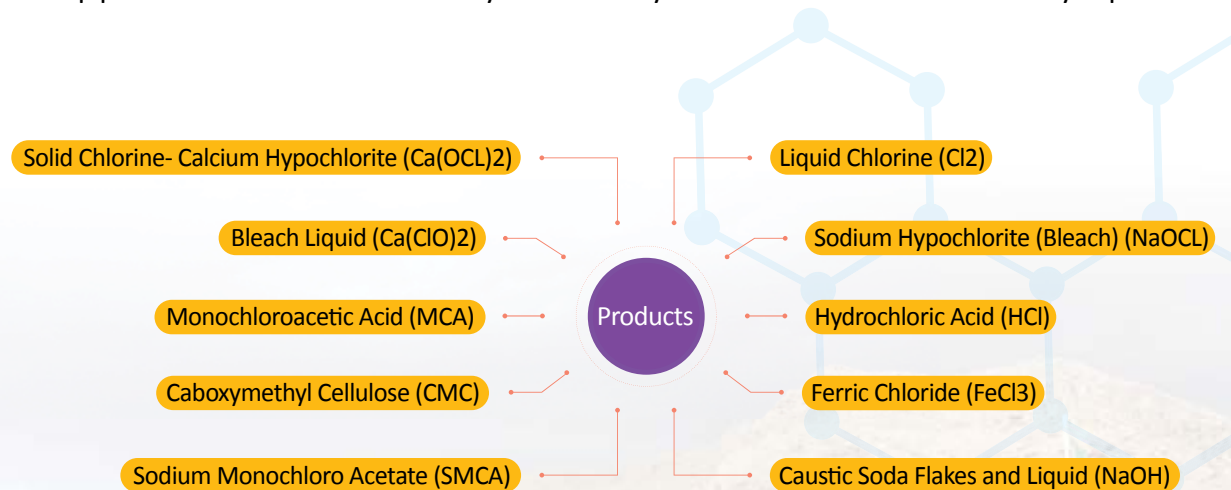 Solid Chlorine- Calcium Hypochlorite (Ca(OCL)2)
Bleach Liquid (Ca(ClO)2)
Monochloroacetic Acid (MCA)
Caboxymethyl Cellulose (CMC)
Sodium Monochloro Acetate (SMCA)
Products
Liquid Chlorine (Cl2)
Sodium Hypochlorite (Bleach) (NaOCL)
Hydrochloric Acid (HCl)
Ferric Chloride (FeCl3)
Caustic Soda Flakes and Liquid (NaOH)